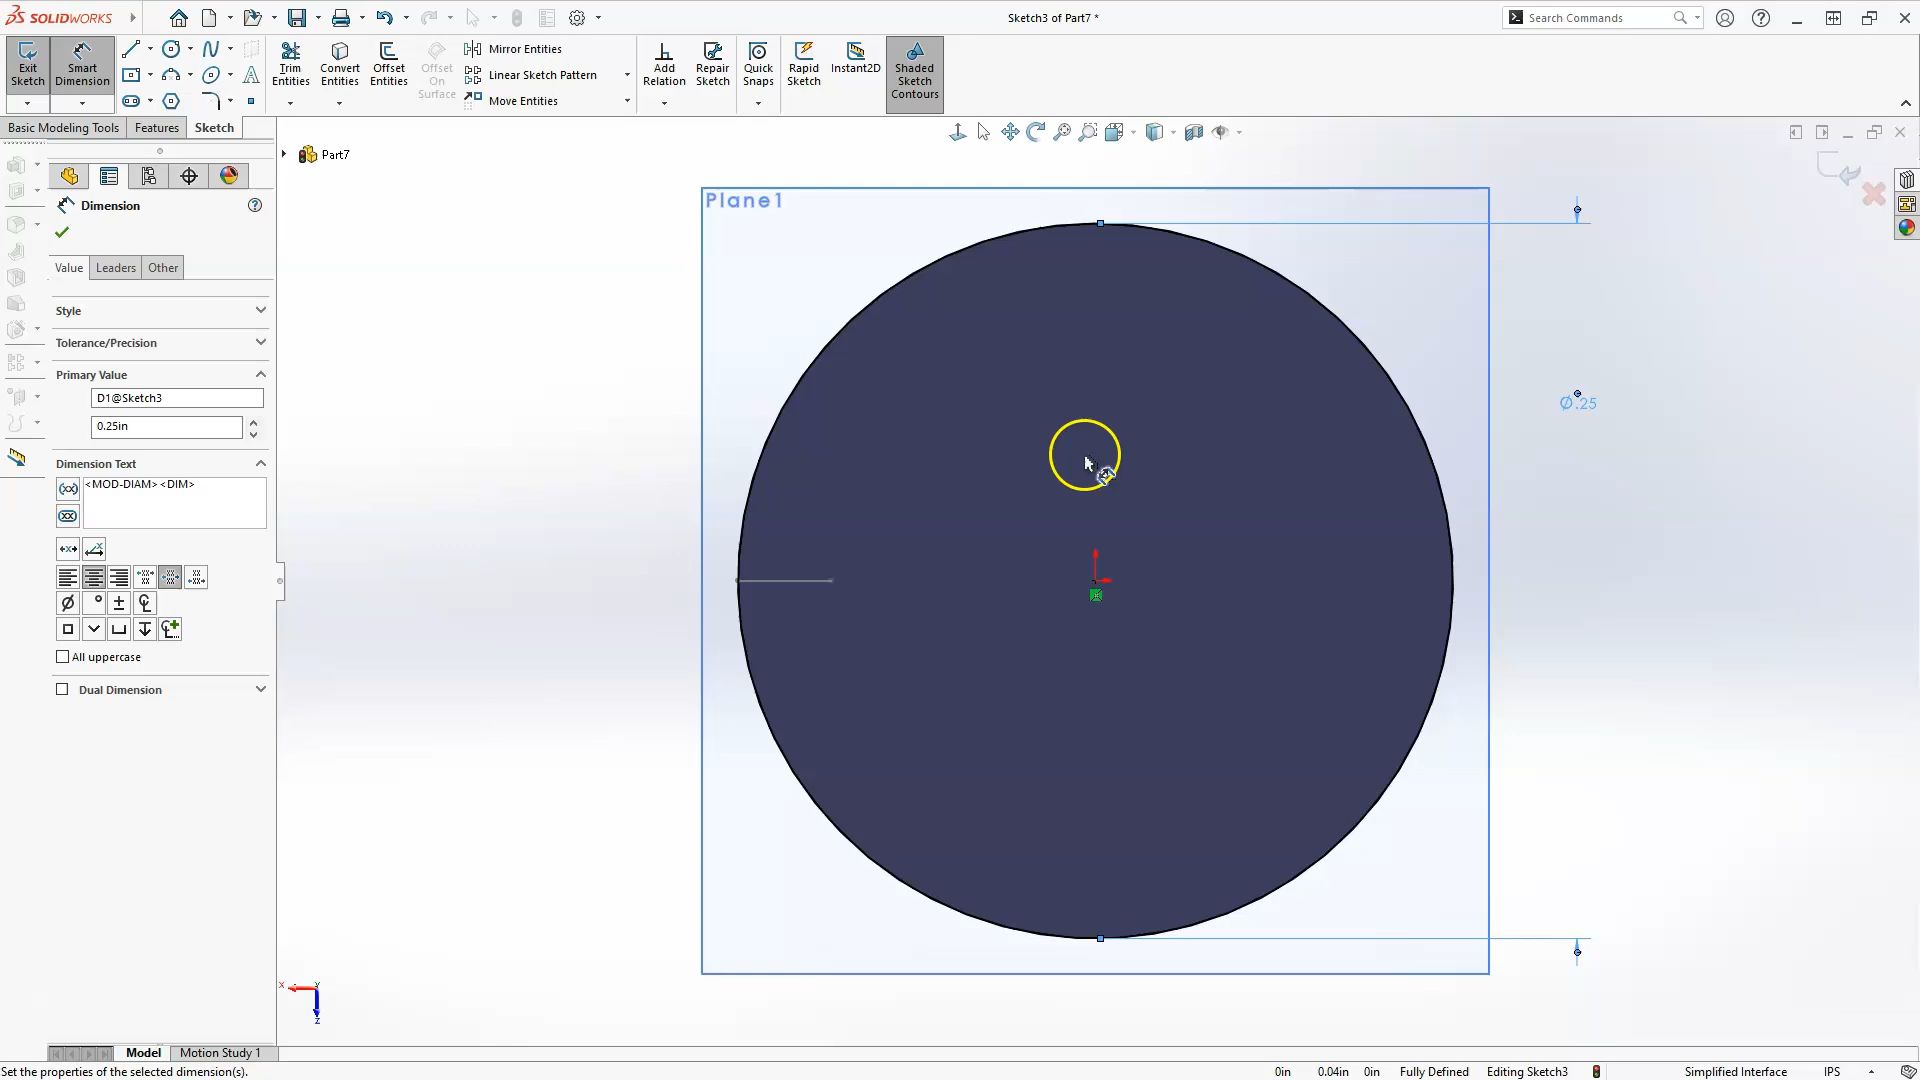 SOLIDWORKS
Sketch3 of Part7 *
Search Commands
Exit Sketch
Smart Dimension
Trim Entities
Convert Entities
Offset Entities
Offset On Surface
Mirror Entities
Linear Sketch Pattern
Move Entities
Add Relation
Repair Sketch
Quick Snaps
Rapid Sketch
Instant2D
Shaded Sketch Contours
Basic Modeling Tools
Features
Sketch
Part7
Dimension
Value
Leaders
Other
Style
Tolerance/Precision
Primary Value
D1@Sketch3
0.25in
Dimension Text
<MOD-DIAM><DIM>
All uppercase
Dual Dimension
Plane1
Ø.25
X
Y
Z
Model
Motion Study 1
Set the properties of the selected dimension(s).
0in
0.04in
0in
Fully Defined
Editing Sketch3
Simplified Interface
IPS